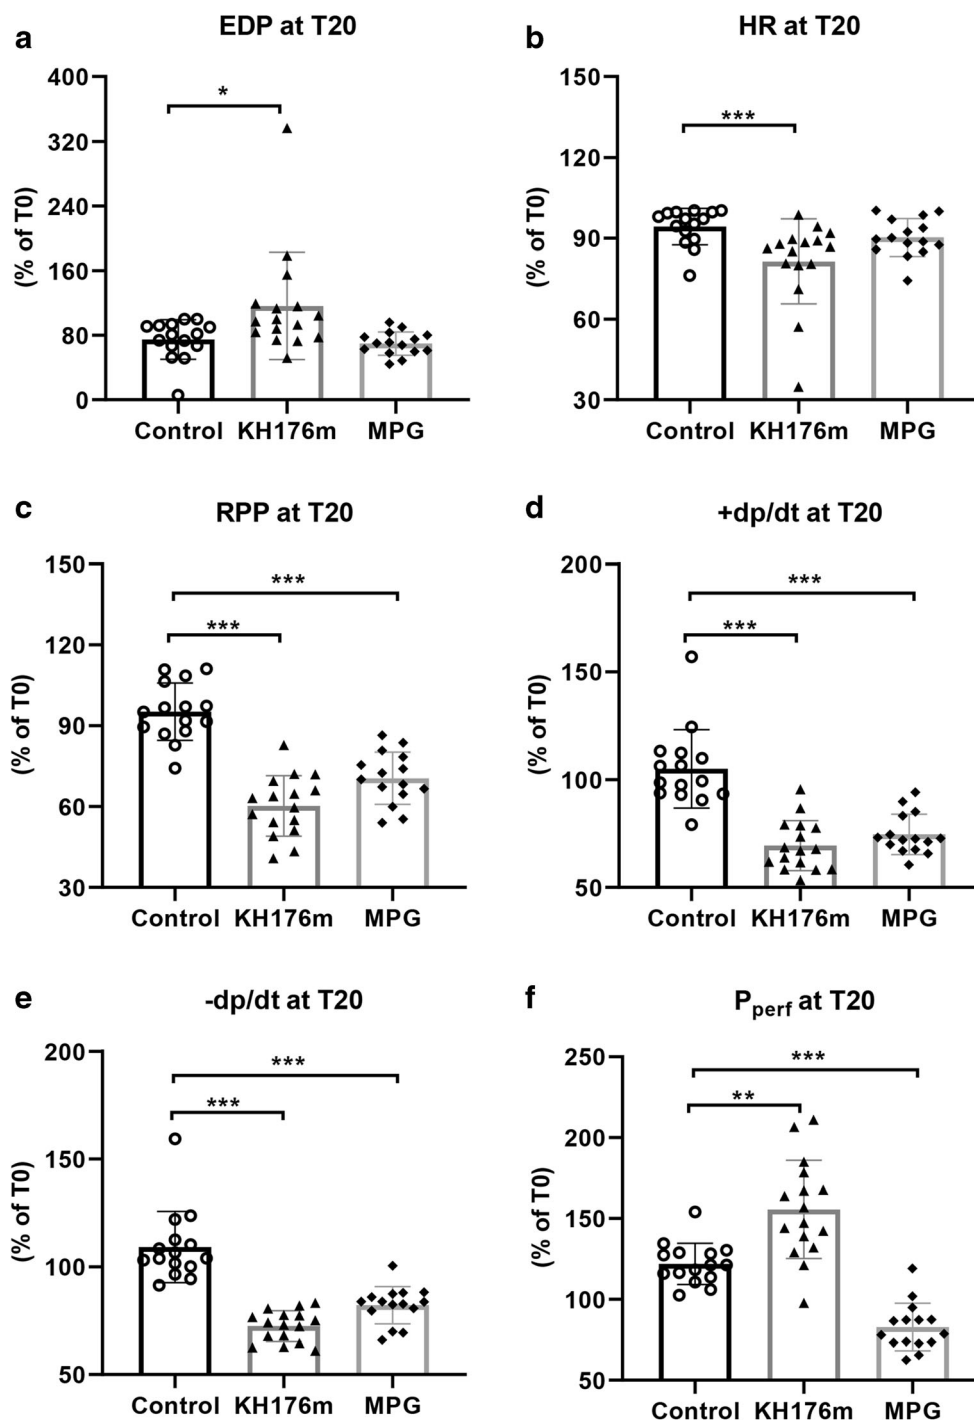 a
EDP at T20
(% of T0)
400
320
240
160
80
0
*
Control KH176m MPG
b
HR at T20
(% of T0)
150
120
90
60
30
***
Control KH176m MPG
c
RPP at T20
(% of T0)
150
120
90
60
30
***
***
Control KH176m MPG
d
+dp/dt at T20
(% of T0)
200
150
100
50
***
***
Control KH176m MPG
e
-dp/dt at T20
(% of T0)
200
150
100
50
***
***
Control KH176m MPG
f
Pperf at T20
(% of T0)
250
200
150
100
50
***
**
Control KH176m MPG